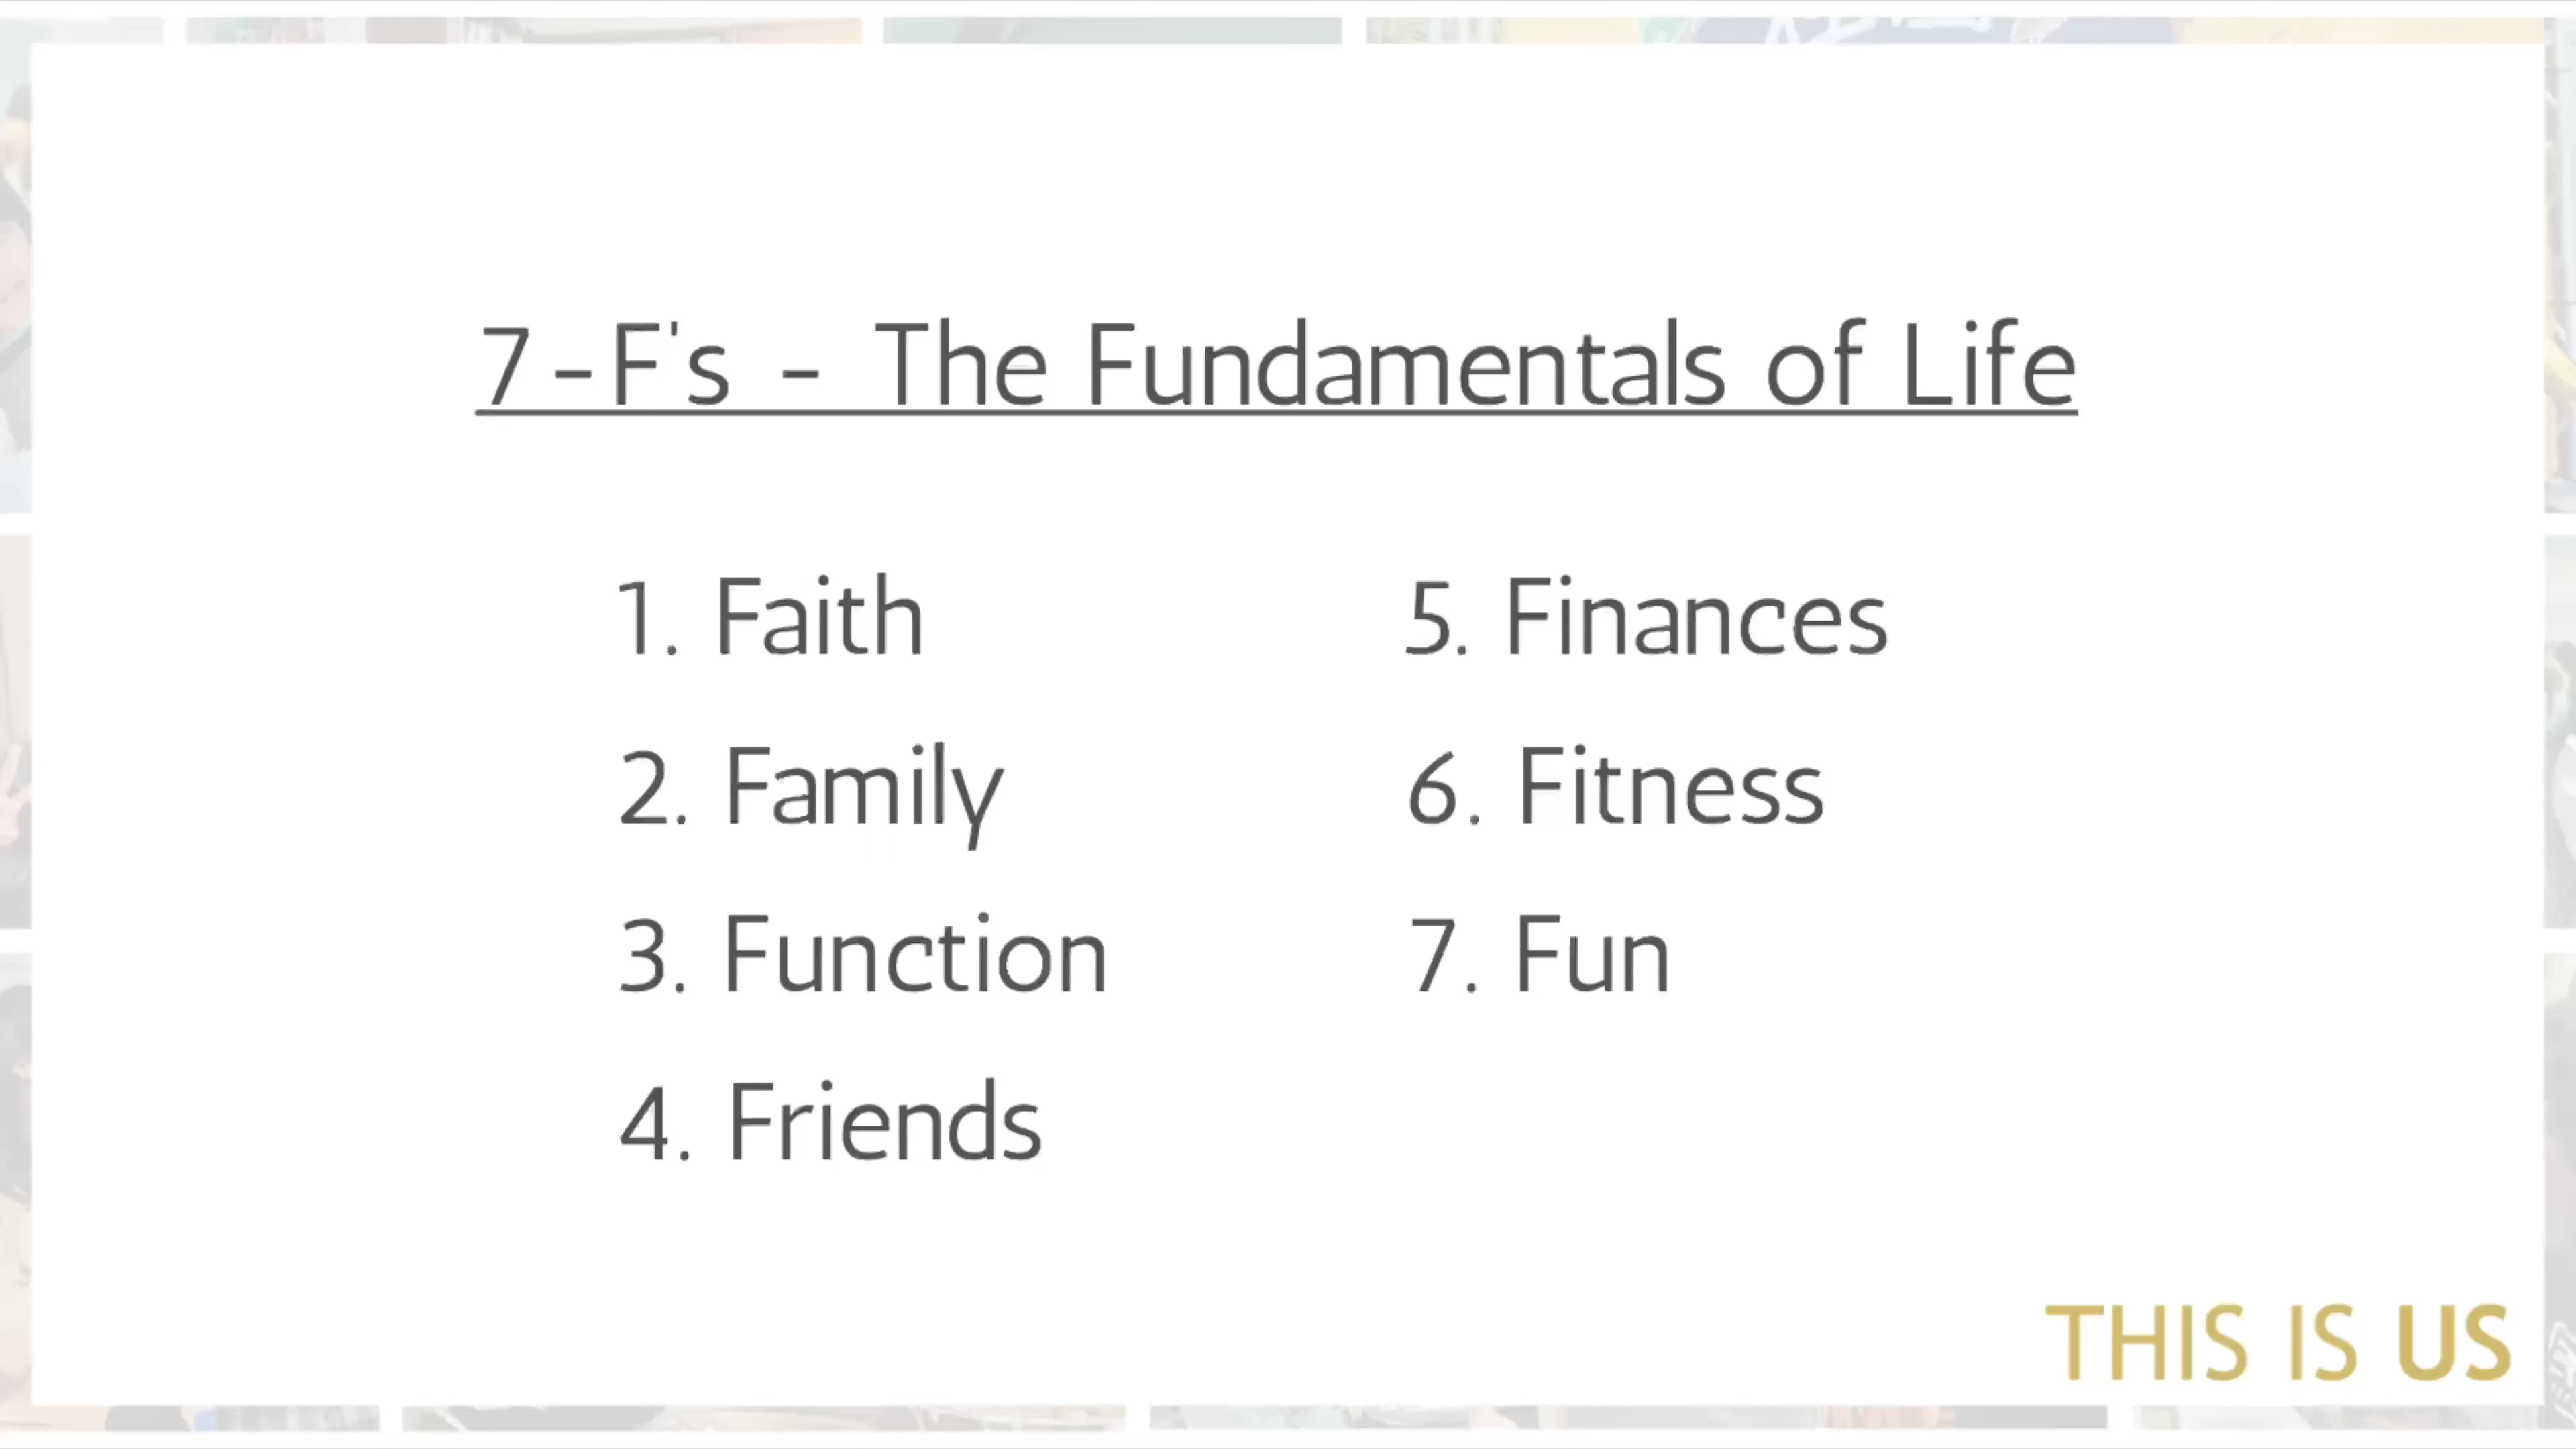 7-F's - The Fundamentals of Life
1. Faith
2. Family
3. Function
4. Friends
5. Finances
6. Fitness
7. Fun
THIS IS US